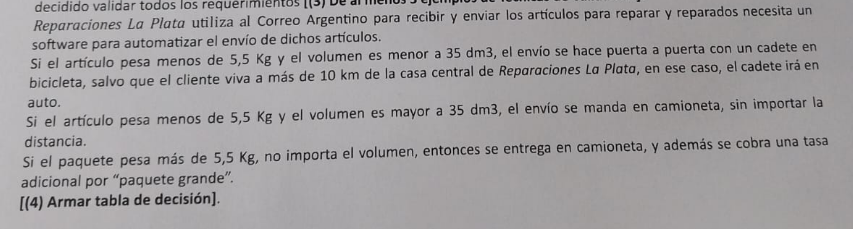 decidido validar todos los requerimientos [(3) De al menos 3
Reparaciones La Plata utiliza al Correo Argentino para recibir y enviar los artículos para reparar y reparados necesita un
software para automatizar el envío de dichos artículos.
Si el artículo pesa menos de 5,5 Kg y el volumen es menor a 35 dm3, el envío se hace puerta a puerta con un cadete en
bicicleta, salvo que el cliente viva a más de 10 km de la casa central de Reparaciones La Plata, en ese caso, el cadete irá en
auto.
Si el artículo pesa menos de 5,5 Kg y el volumen es mayor a 35 dm3, el envío se manda en camioneta, sin importar la
distancia.
Si el paquete pesa más de 5,5 Kg, no importa el volumen, entonces se entrega en camioneta, y además se cobra una tasa
adicional por “paquete grande”.
[(4) Armar tabla de decisión].